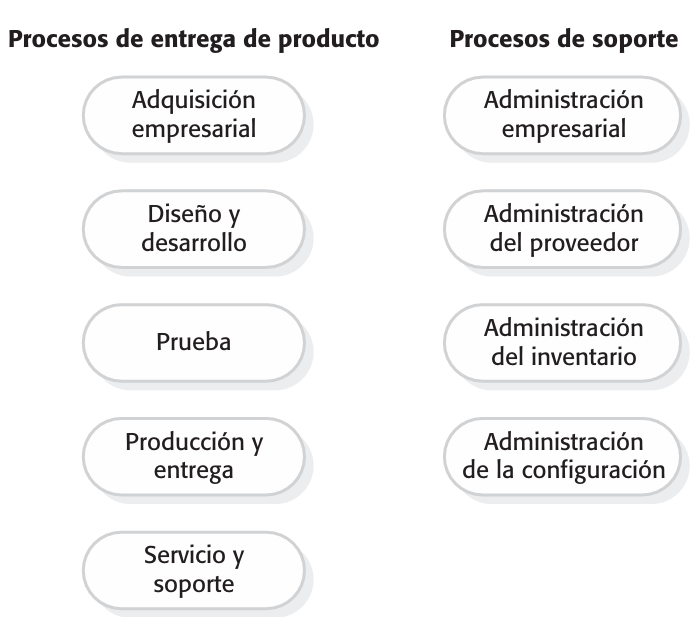 Procesos de entrega de producto
Adquisición
empresarial
Diseño y
desarrollo
Prueba
Producción y
entrega
Servicio y
soporte
Procesos de soporte
Administración
empresarial
Administración
del proveedor
Administración
del inventario
Administración
de la configuración